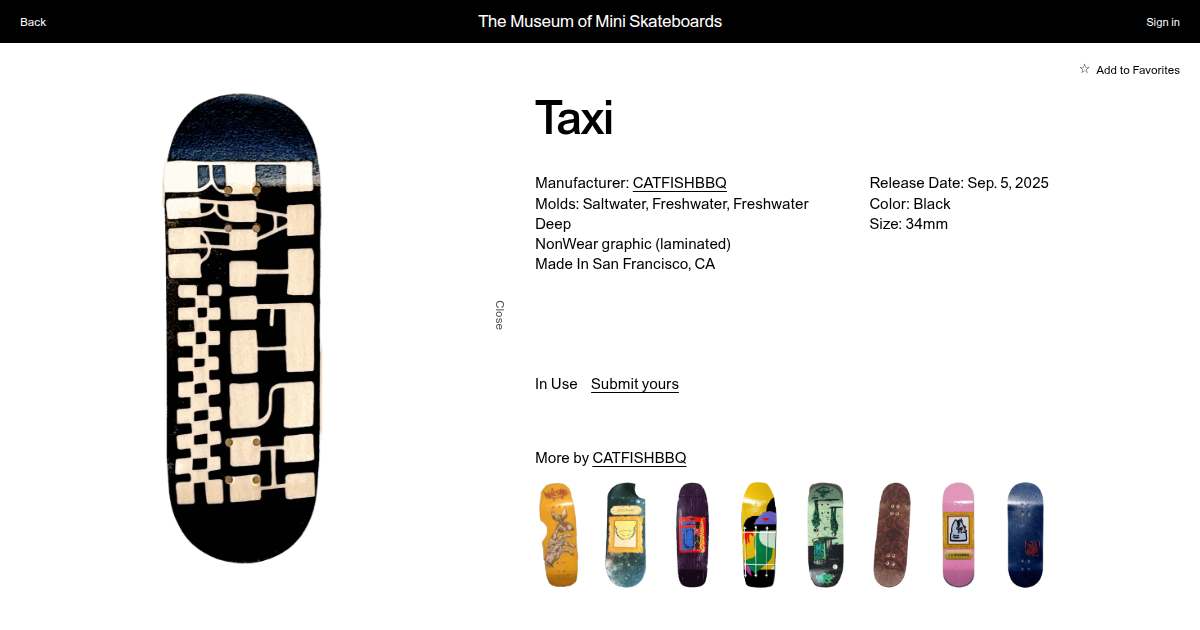 Back
The Museum of Mini Skateboards
Sign in
☆ Add to Favorites
Taxi
Manufacturer: CATFISHBBQ
Molds: Saltwater, Freshwater, Freshwater
Deep
NonWear graphic (laminated)
Made In San Francisco, CA
Release Date: Sep. 5, 2025
Color: Black
Size: 34mm
Close
In Use
Submit yours
More by CATFISHBBQ